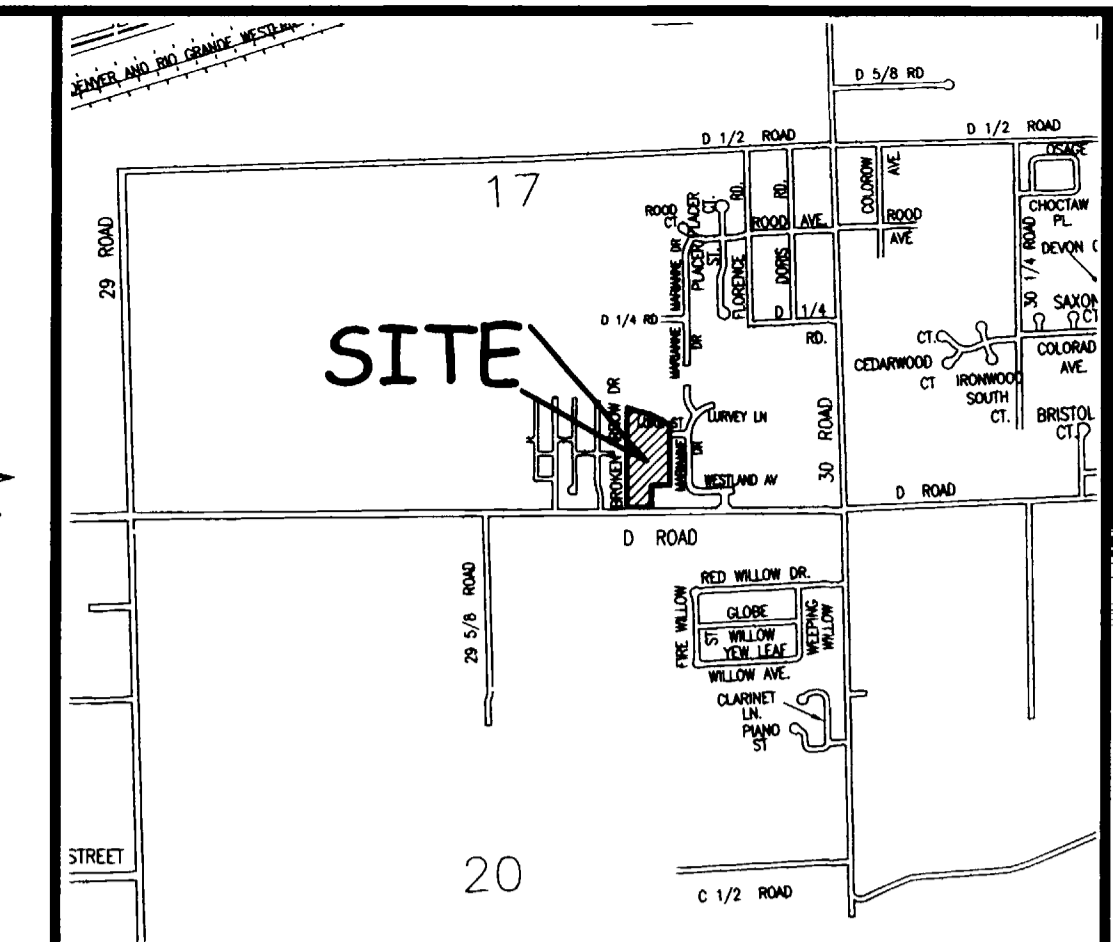 DENVER AND RIO GRANDE WESTERN
D 5/8 RD
D 1/2 ROAD
D 1/2 ROAD
17
29 ROAD
OSAGE
CHOCTAW
PL.
DEVON C
30 1/4 ROAD
SAXON
CT
COLORAD
AVE.
COLOROW
AVE.
ROOD
AVE
ROOD
CT.
PLACER
CT.
PLACER
ST.
RD.
FLORENCE
RD.
DORIS
ROOD AVE.
MARIANNE DR
D 1/4 RD
MARIANNE
DR
D 1/4
RD.
SITE
CT.
CEDARWOOD
CT
IRONWOOD
SOUTH
CT.
BRISTOL
CT.
30 ROAD
BROKEN ARROW DR
ST
LURVEY LN
MARIANNE
DR
WESTLAND AV
D ROAD
D ROAD
29 5/8 ROAD
RED WILLOW DR.
FIRE WILLOW
ST
GLOBE
WILLOW
YEW LEAF
WILLOW AVE.
WEEPING
WILLOW
CLARINET
LN.
PIANO
ST
STREET
20
C 1/2 ROAD